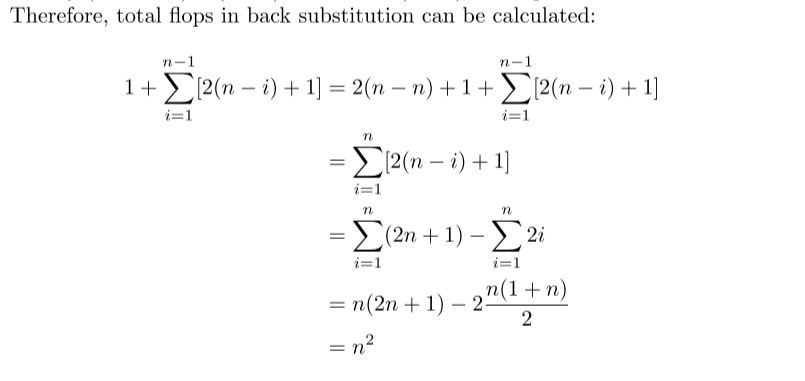 Therefore, total flops in back substitution can be calculated:
$$1 + \sum_{i=1}^{n-1} [2(n-i)+1] = 2(n-n)+1+\sum_{i=1}^{n-1} [2(n-i)+1]$$
$$= \sum_{i=1}^{n} [2(n-i)+1]$$
$$= \sum_{i=1}^{n} (2n+1) - \sum_{i=1}^{n} 2i$$
$$= n(2n+1) - 2\frac{n(1+n)}{2}$$
$$= n^2$$